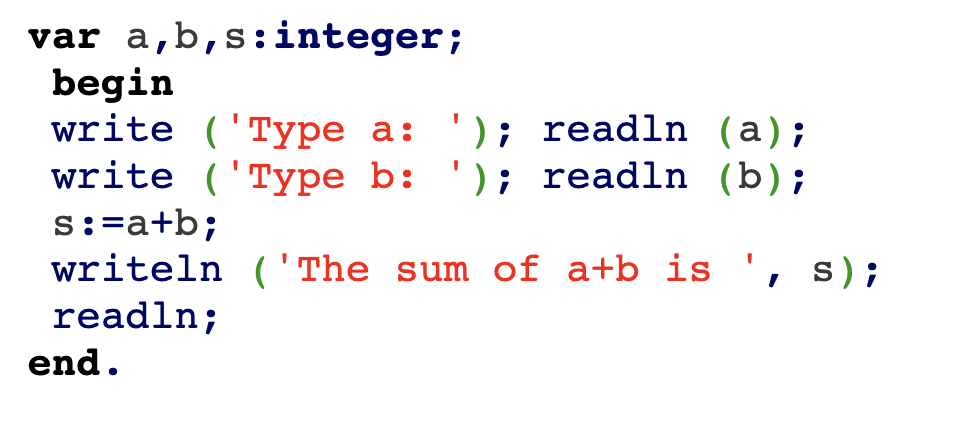 var a,b,s:integer;
begin
write ('Type a: '); readln (a);
write ('Type b: '); readln (b);
s:=a+b;
writeln ('The sum of a+b is ', s);
readln;
end.